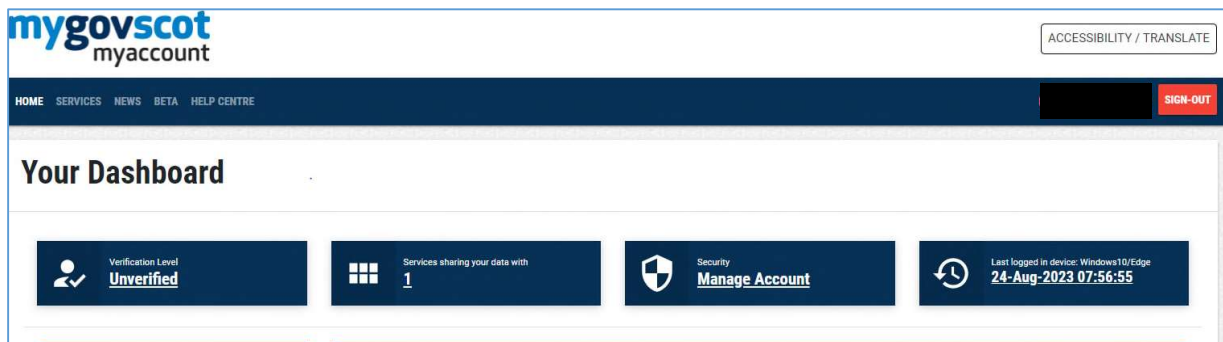 mygovscot
myaccount
ACCESSIBILITY / TRANSLATE
HOME SERVICES NEWS BETA HELP CENTRE
SIGN-OUT
Your Dashboard
Verification Level
Unverified
Services sharing your data with
1
Security
Manage Account
Last logged in device: Windows10/Edge
24-Aug-2023 07:56:55